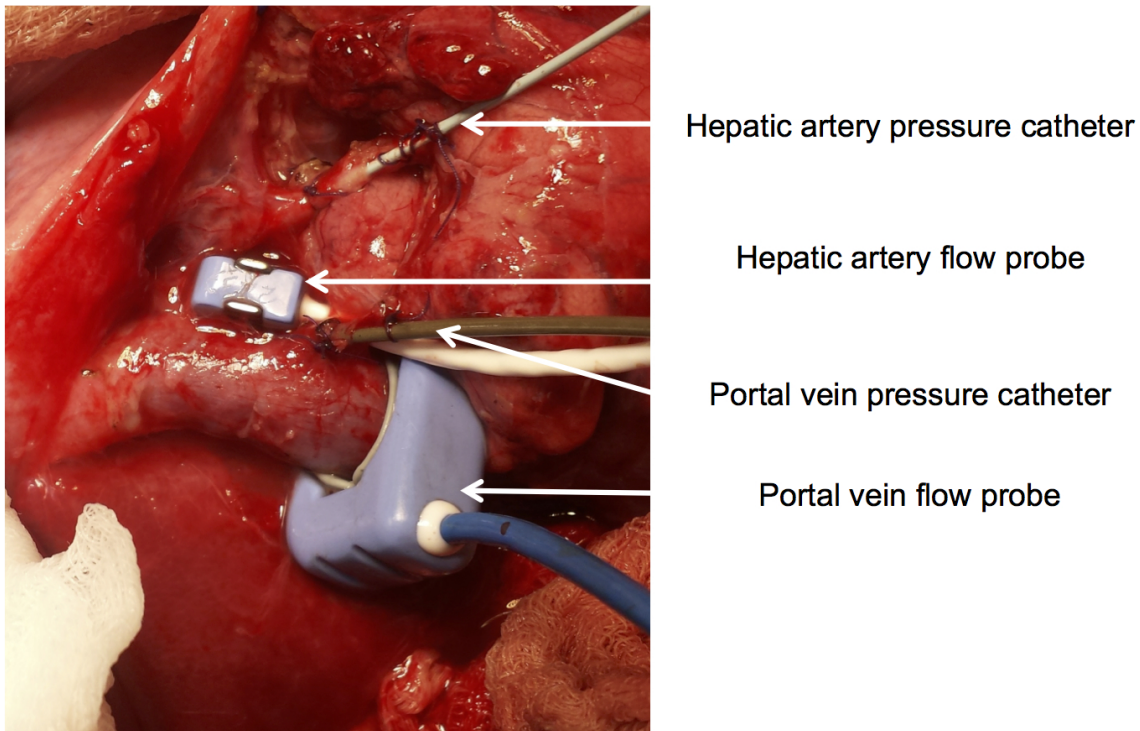 Hepatic artery pressure catheter
Hepatic artery flow probe
Portal vein pressure catheter
Portal vein flow probe